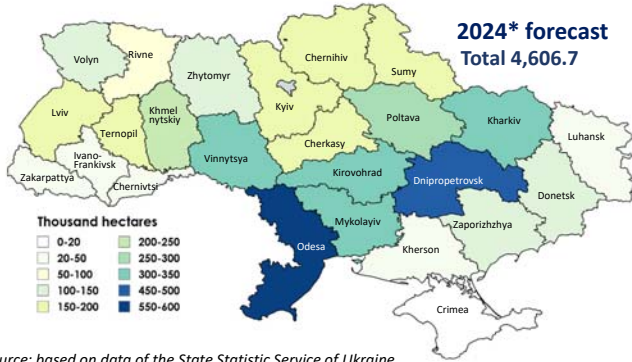 2024* forecast
Total 4,606.7
Volyn
Rivne
Zhytomyr
Chernihiv
Sumy
Lviv
Ternopil
Khmel
nytskiy
Kyiv
Cherkasy
Poltava
Kharkiv
Luhansk
Zakarpattya
Ivano-
Frankivsk
Chernivtsi
Vinnytsya
Kirovohrad
Dnipropetrovsk
Donetsk
Odesa
Mykolayiv
Zaporizhzhya
Kherson
Crimea
Thousand hectares
0-20
20-50
50-100
100-150
150-200
200-250
250-300
300-350
450-500
550-600
urce: based on data of the State Statistic Service of Ukraine